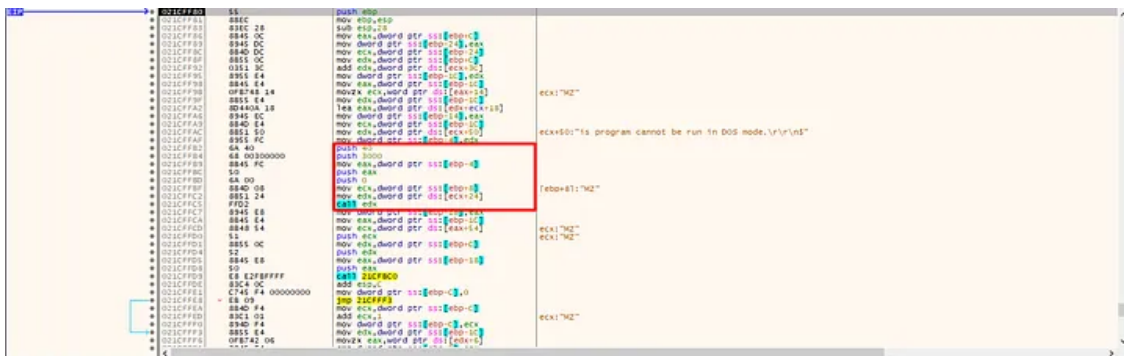 EIP
021CFF80 55 push ebp
021CFF81 8BEC mov ebp,esp
021CFF83 83EC 28 sub esp,28
021CFF86 8B45 0C mov eax,dword ptr ss:[ebp+C]
021CFF89 8945 DC mov dword ptr ss:[ebp-24],eax
021CFF8C 8B4D DC mov ecx,dword ptr ss:[ebp-24]
021CFF8F 8B55 0C mov edx,dword ptr ss:[ebp+C]
021CFF92 0351 3C add edx,dword ptr ds:[ecx+3C]
021CFF95 8955 E4 mov dword ptr ss:[ebp-1C],edx
021CFF98 8B45 E4 mov eax,dword ptr ss:[ebp-1C]
021CFF9B 0FB748 14 movzx ecx,word ptr ds:[eax+14] ecx:"MZ"
021CFF9F 8B55 E4 mov edx,dword ptr ss:[ebp-1C]
021CFFA2 8D440A 18 lea eax,dword ptr ds:[edx+ecx+18]
021CFFA6 8945 EC mov dword ptr ss:[ebp-14],eax
021CFFA9 8B4D E4 mov ecx,dword ptr ss:[ebp-1C]
021CFFAC 8B51 50 mov edx,dword ptr ds:[ecx+50] ecx+50:"is program cannot be run in DOS mode.\r\r\n$"
021CFFAF 8955 FC mov dword ptr ss:[ebp-4],edx
021CFFB2 6A 40 push 40
021CFFB4 68 00300000 push 3000
021CFFB9 8B45 FC mov eax,dword ptr ss:[ebp-4]
021CFFBC 50 push eax
021CFFBD 6A 00 push 0
021CFFBF 8B4D 08 mov ecx,dword ptr ss:[ebp+8] [ebp+8]:"MZ"
021CFFC2 8B51 24 mov edx,dword ptr ds:[ecx+24]
021CFFC5 FFD2 call edx
021CFFC7 8945 E8 mov dword ptr ss:[ebp-18],eax
021CFFCA 8B45 E4 mov eax,dword ptr ss:[ebp-1C]
021CFFCD 8B48 54 mov ecx,dword ptr ds:[eax+54] ecx:"MZ"
021CFFD0 51 push ecx ecx:"MZ"
021CFFD1 8B55 0C mov edx,dword ptr ss:[ebp+C]
021CFFD4 52 push edx
021CFFD5 8B45 E8 mov eax,dword ptr ss:[ebp-18]
021CFFD8 50 push eax
021CFFD9 E8 E2FBFFFF call 21CFBC0
021CFFDE 83C4 0C add esp,C
021CFFE1 C745 F4 00000000 mov dword ptr ss:[ebp-C],0
021CFFE8 EB 09 jmp 21CFFF3
021CFFEA 8B4D F4 mov ecx,dword ptr ss:[ebp-C]
021CFFED 83C1 01 add ecx,1 ecx:"MZ"
021CFFF0 894D F4 mov dword ptr ss:[ebp-C],ecx
021CFFF3 8B55 E4 mov edx,dword ptr ss:[ebp-1C]
021CFFF6 0FB742 06 movzx eax,word ptr ds:[edx+6]